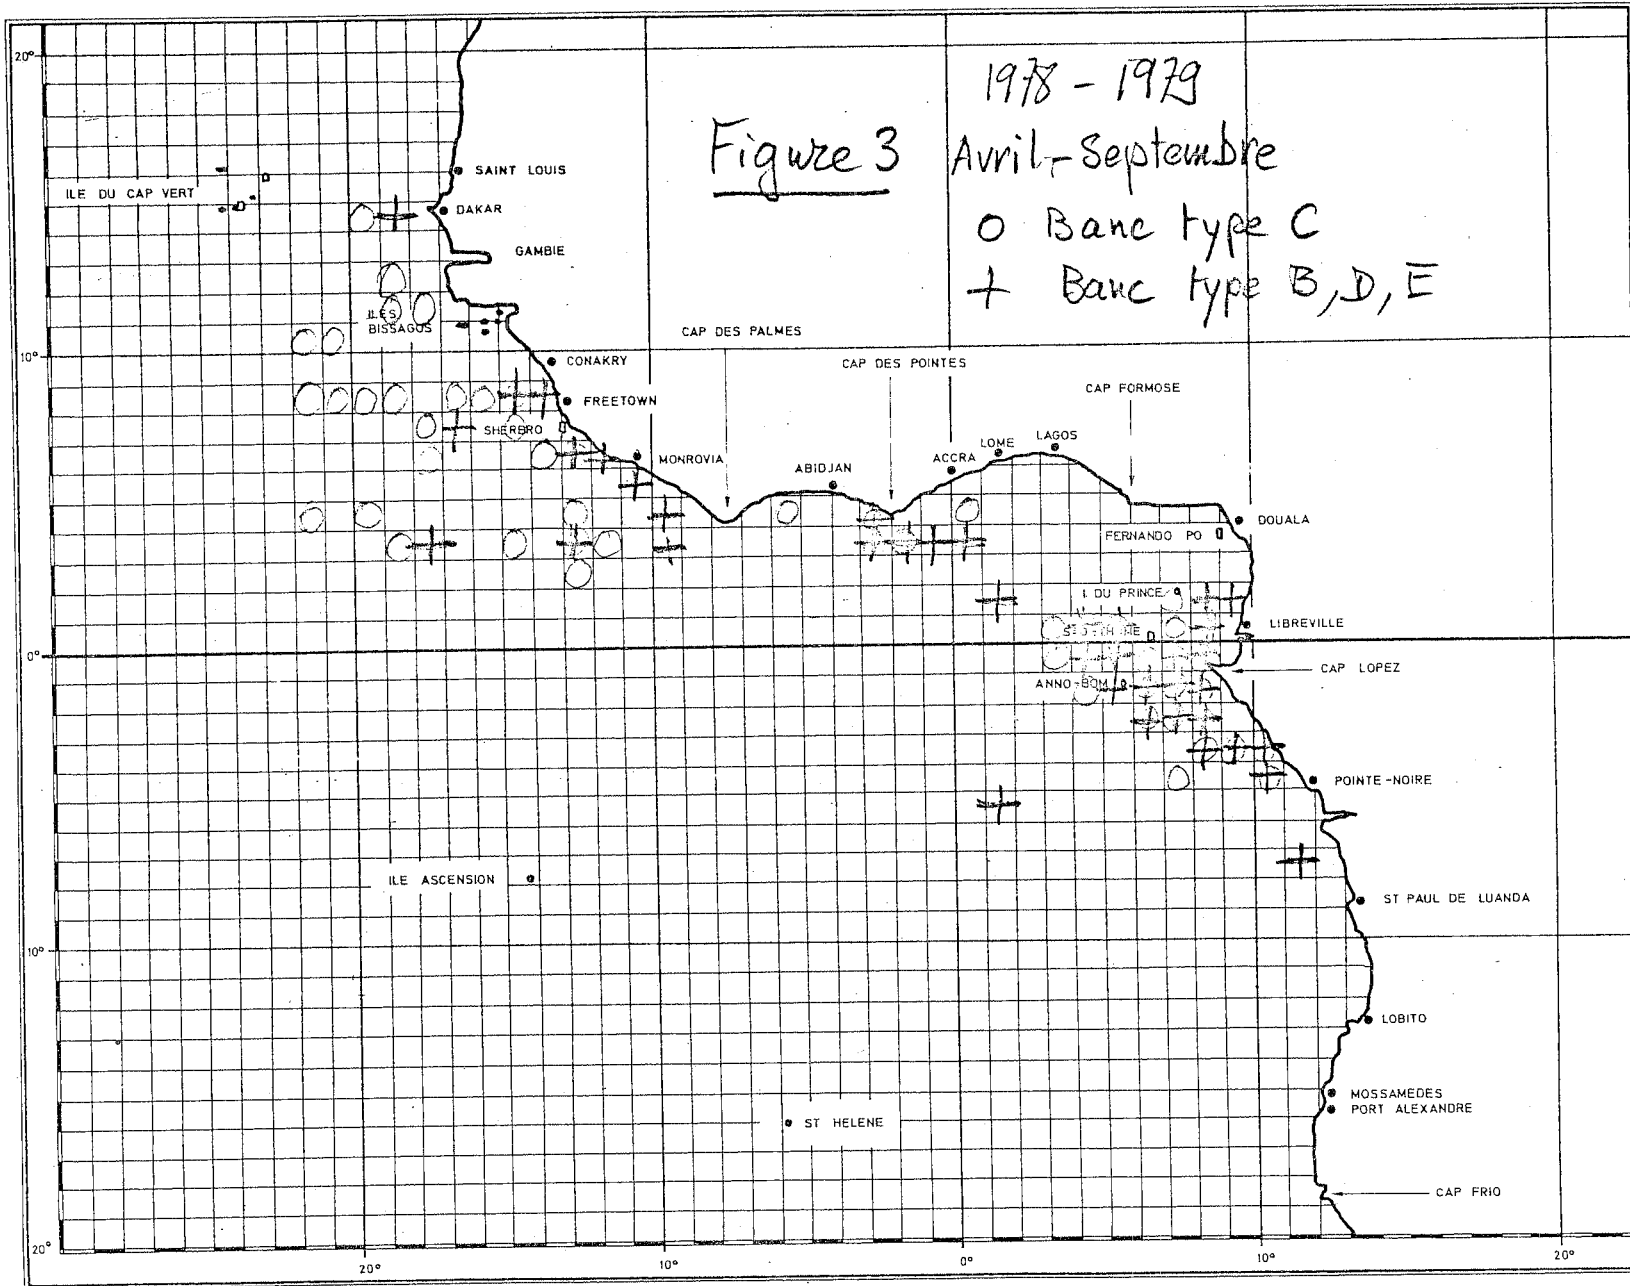 1978 - 1979
Figure 3 Avril - Septembre
O Banc type C
+ Banc type B, D, E
20°
SAINT LOUIS
ILE DU CAP VERT
DAKAR
GAMBIE
ILES
BISSAGOS
CAP DES PALMES
10°
CONAKRY
CAP DES POINTES
CAP FORMOSE
FREETOWN
SHERBRO
MONROVIA
ABIDJAN
ACCRA
LOME
LAGOS
DOUALA
FERNANDO PO
I. DU PRINCE
LIBREVILLE
0°
CAP LOPEZ
ANNO-BOM
POINTE-NOIRE
ILE ASCENSION
ST PAUL DE LUANDA
10°
LOBITO
MOSSAMEDES
PORT ALEXANDRE
ST HELENE
CAP FRIO
20°
20° 10° 0° 10° 20°